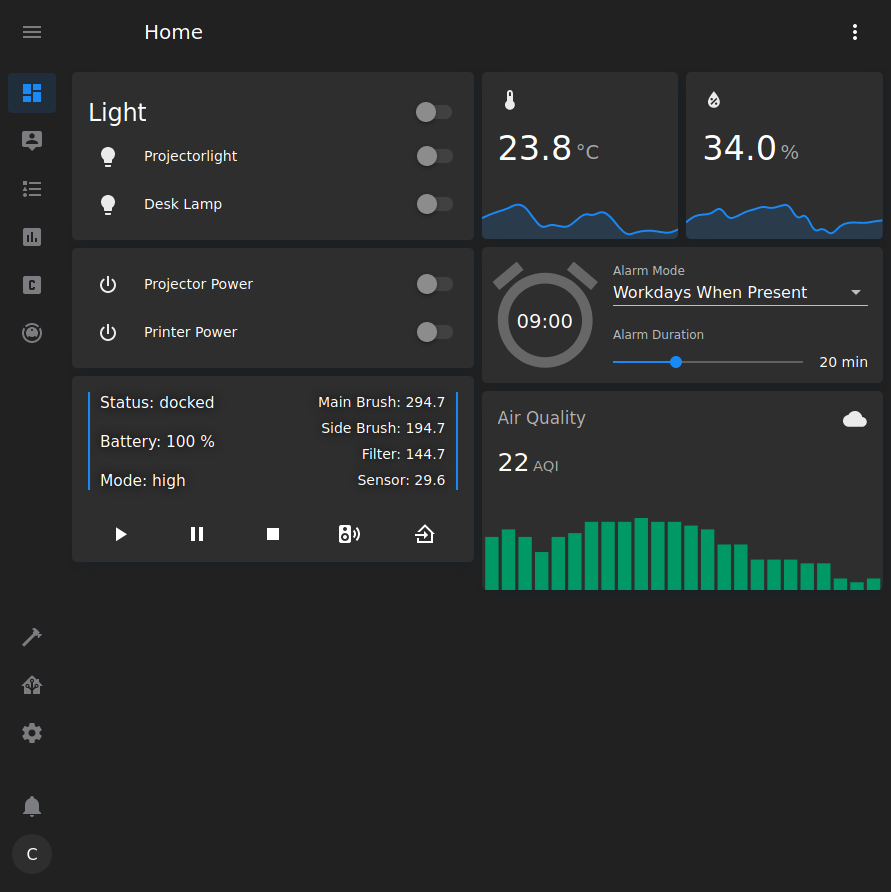 Home
Light
Projectorlight
Desk Lamp
Projector Power
Printer Power
Status: docked
Battery: 100 %
Mode: high
Main Brush: 294.7
Side Brush: 194.7
Filter: 144.7
Sensor: 29.6
23.8 °C
34.0 %
09:00
Alarm Mode
Workdays When Present
Alarm Duration
20 min
Air Quality
22 AQI
C
C